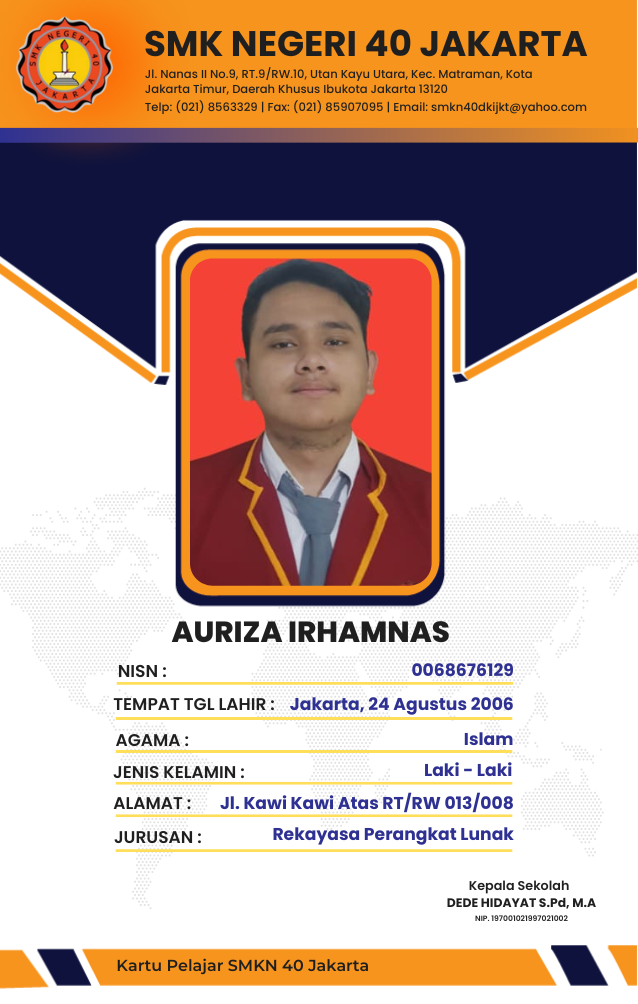 SMK NEGERI 40
JAKARTA
SMK NEGERI 40 JAKARTA
Jl. Nanas II No.9, RT.9/RW.10, Utan Kayu Utara, Kec. Matraman, Kota
Jakarta Timur, Daerah Khusus Ibukota Jakarta 13120
Telp: (021) 8563329 | Fax: (021) 85907095 | Email: smkn40dkijkt@yahoo.com
AURIZA IRHAMNAS
NISN : 0068676129
TEMPAT TGL LAHIR : Jakarta, 24 Agustus 2006
AGAMA : Islam
JENIS KELAMIN : Laki - Laki
ALAMAT : Jl. Kawi Kawi Atas RT/RW 013/008
JURUSAN : Rekayasa Perangkat Lunak
Kepala Sekolah
DEDE HIDAYAT S.Pd, M.A
NIP. 197001021997021002
Kartu Pelajar SMKN 40 Jakarta